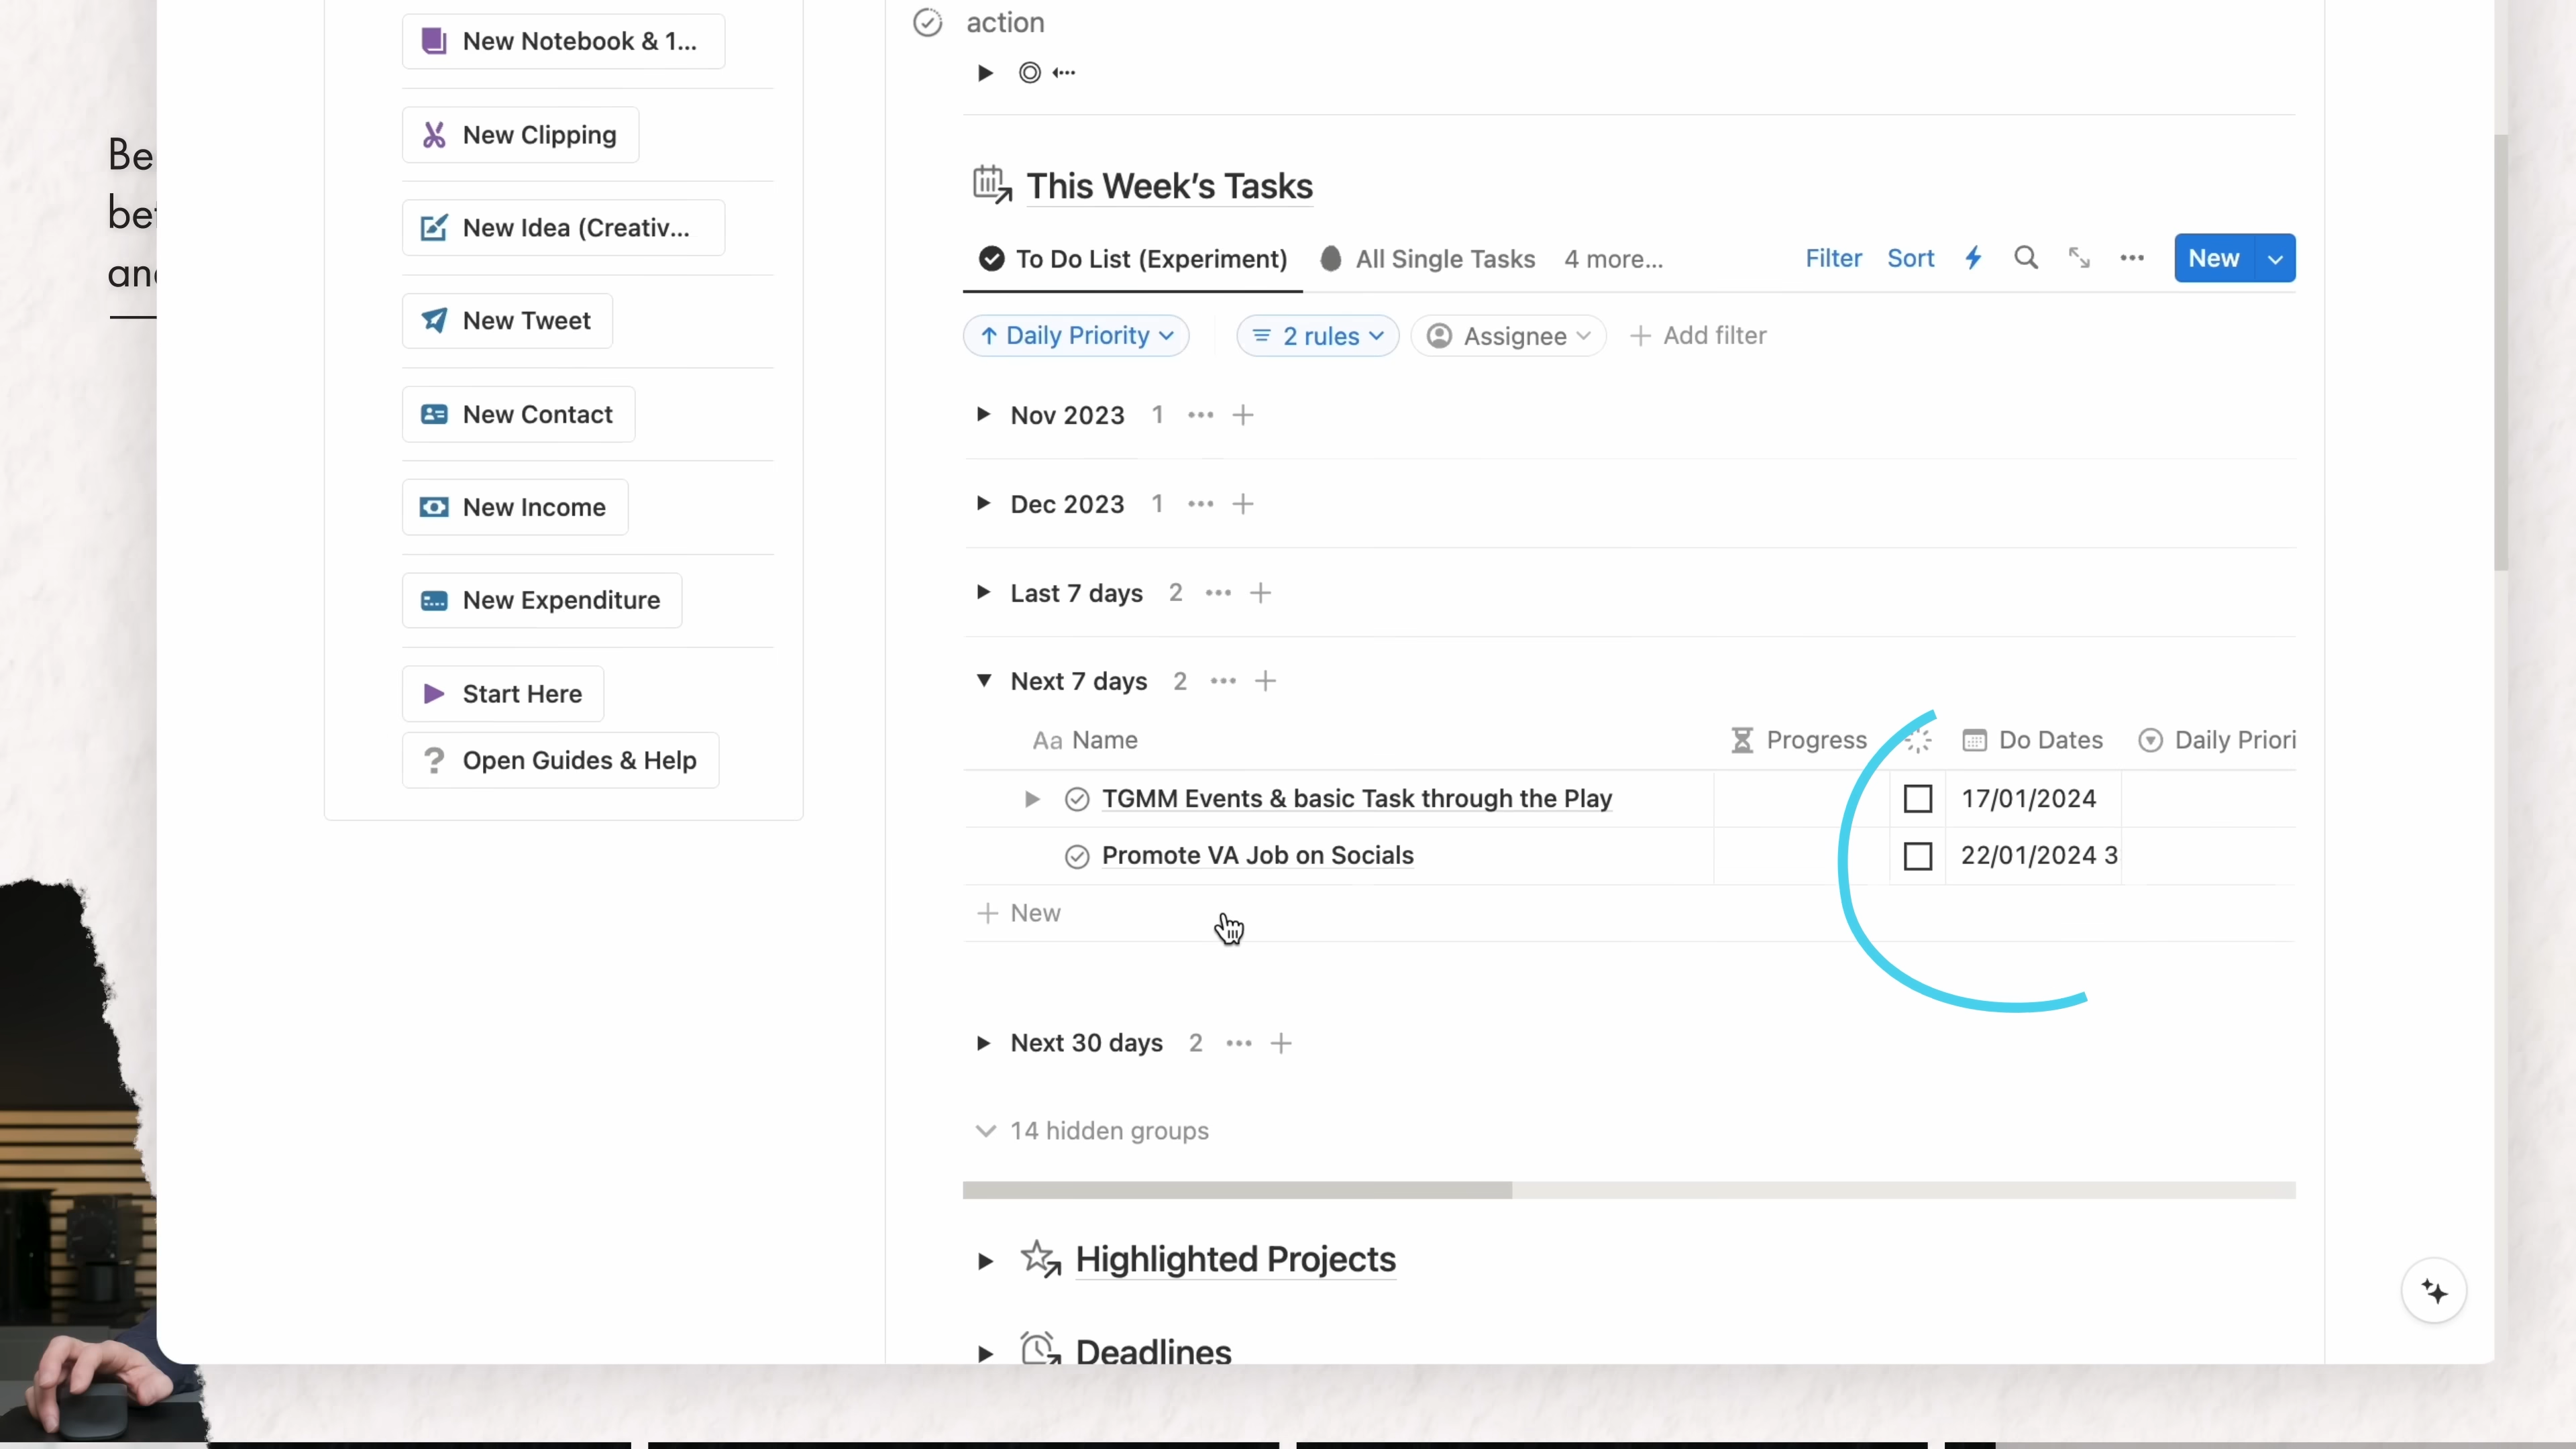 Be
bet
and
New Notebook & 1...
New Clipping
New Idea (Creativ...
New Tweet
New Contact
New Income
New Expenditure
Start Here
? Open Guides & Help
action
This Week's Tasks
To Do List (Experiment) All Single Tasks 4 more... Filter Sort New
Daily Priority 2 rules Assignee + Add filter
Nov 2023 1
Dec 2023 1
Last 7 days 2
Next 7 days 2
Aa Name Progress Do Dates Daily Priori
TGMM Events & basic Task through the Play 17/01/2024
Promote VA Job on Socials 22/01/2024 3
+ New
Next 30 days 2
14 hidden groups
Highlighted Projects
Deadlines